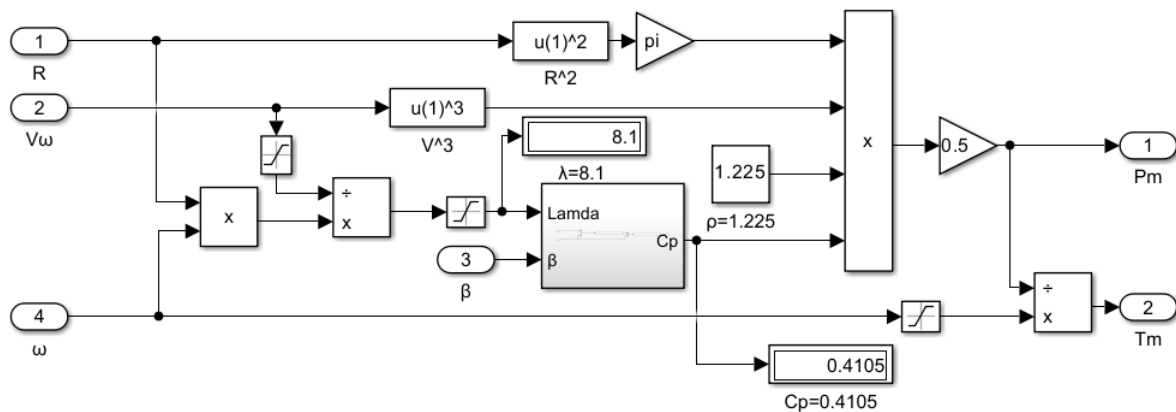 1
R
u(1)^2
R^2
pi
2
Vω
u(1)^3
V^3
8.1
λ=8.1
x
÷
x
Lamda
β
Cp
3
β
1.225
ρ=1.225
x
0.5
1
Pm
4
ω
÷
x
2
Tm
0.4105
Cp=0.4105